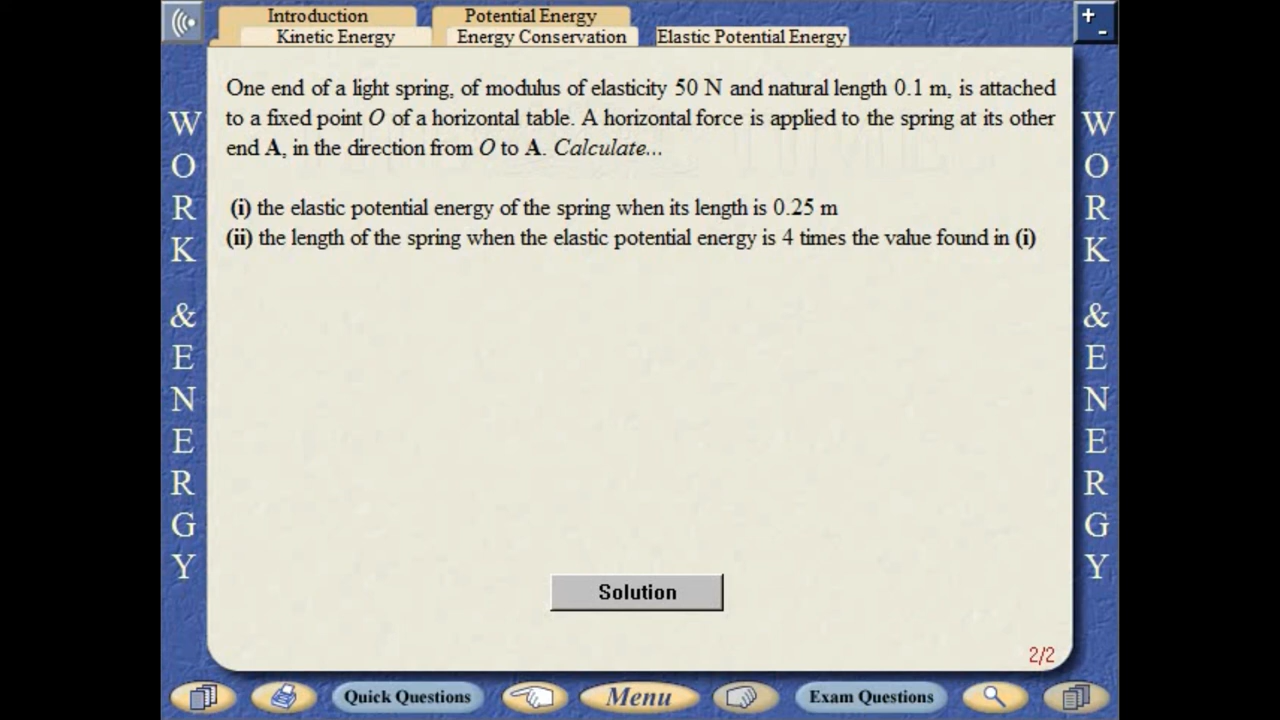 Introduction
Potential Energy
Kinetic Energy
Energy Conservation
Elastic Potential Energy
+
-
One end of a light spring, of modulus of elasticity 50 N and natural length 0.1 m, is attached
to a fixed point O of a horizontal table. A horizontal force is applied to the spring at its other
end A, in the direction from O to A. Calculate...
(i) the elastic potential energy of the spring when its length is 0.25 m
(ii) the length of the spring when the elastic potential energy is 4 times the value found in (i)
WORK & ENERGY
WORK & ENERGY
Solution
2/2
Quick Questions
Menu
Exam Questions